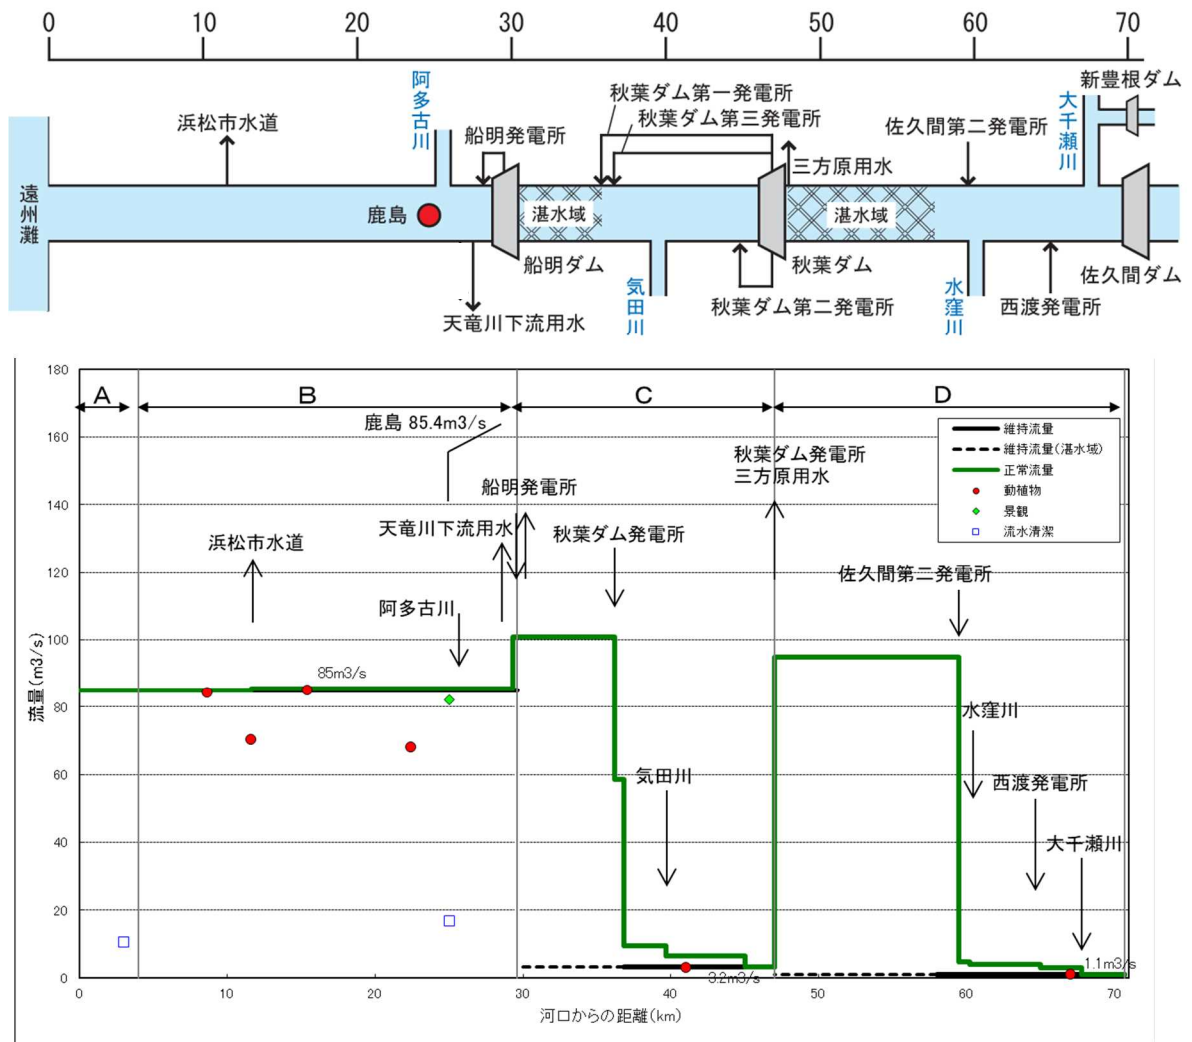 0 10 20 30 40 50 60 70
新豊根ダム
阿多古川
秋葉ダム第一発電所
大千瀬川
浜松市水道
船明発電所
秋葉ダム第三発電所
佐久間第二発電所
三方原用水
遠州灘
鹿島
湛水域
湛水域
船明ダム
秋葉ダム
佐久間ダム
気田川
水窪川
天竜川下流用水
秋葉ダム第二発電所
西渡発電所
180
160
140
120
100
80
60
40
20
0
流量(m3/s)
A B C D
鹿島 85.4m3/s
維持流量
維持流量(湛水域)
正常流量
動植物
景観
流水清潔
秋葉ダム発電所
三方原用水
船明発電所
天竜川下流用水
秋葉ダム発電所
浜松市水道
佐久間第二発電所
阿多古川
85m3/s
水窪川
気田川
西渡発電所
大千瀬川
3.2m3/s
1.1m3/s
0 10 20 30 40 50 60 70
河口からの距離(km)